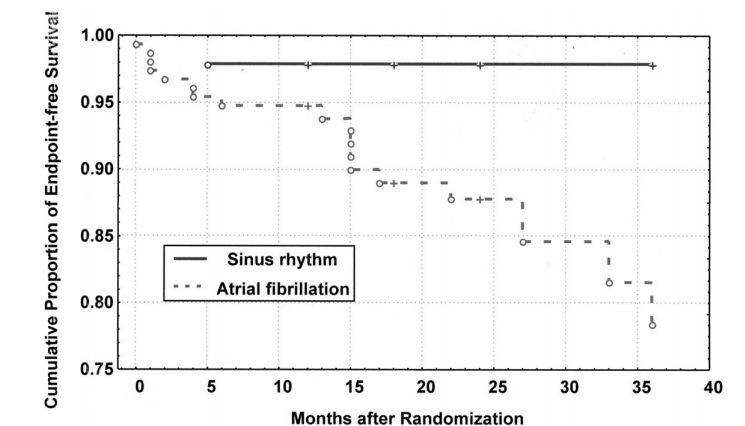 Cumulative Proportion of Endpoint-free Survival
1.00
0.95
0.90
0.85
0.80
0.75
Sinus rhythm
Atrial fibrillation
0 5 10 15 20 25 30 35 40
Months after Randomization